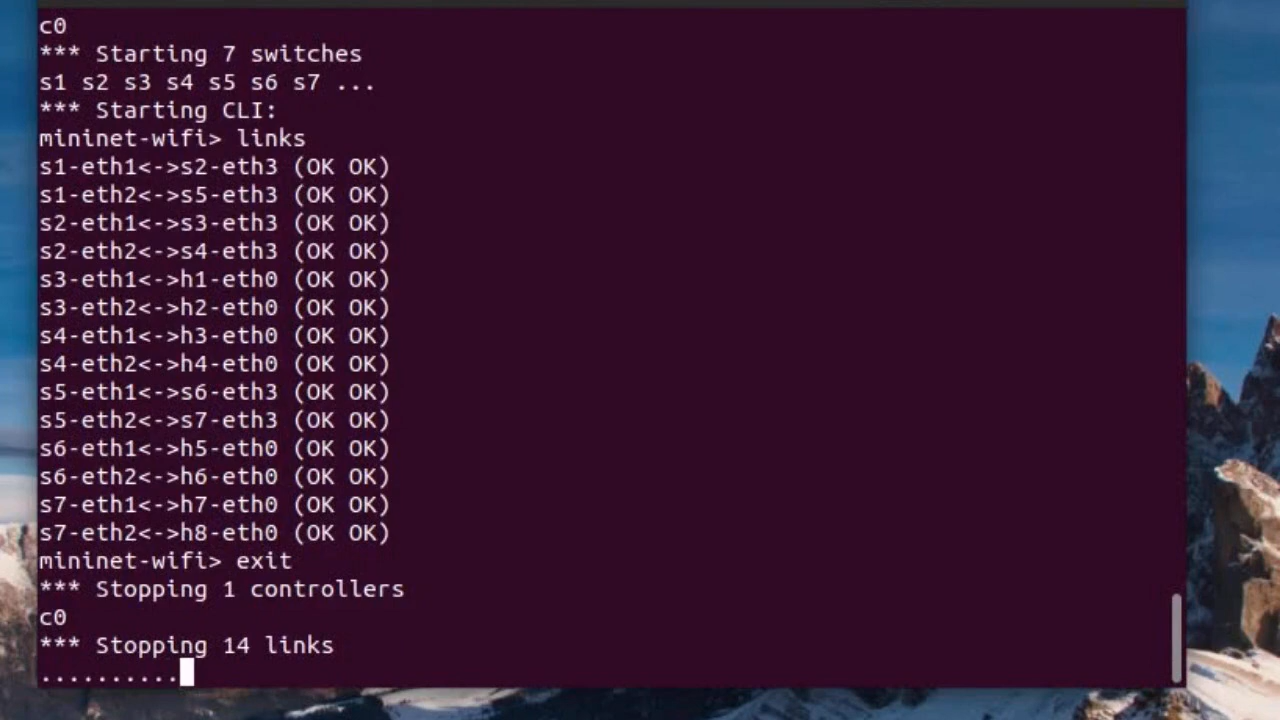 c0
*** Starting 7 switches
s1 s2 s3 s4 s5 s6 s7 ...
*** Starting CLI:
mininet-wifi> links
s1-eth1<->s2-eth3 (OK OK)
s1-eth2<->s5-eth3 (OK OK)
s2-eth1<->s3-eth3 (OK OK)
s2-eth2<->s4-eth3 (OK OK)
s3-eth1<->h1-eth0 (OK OK)
s3-eth2<->h2-eth0 (OK OK)
s4-eth1<->h3-eth0 (OK OK)
s4-eth2<->h4-eth0 (OK OK)
s5-eth1<->s6-eth3 (OK OK)
s5-eth2<->s7-eth3 (OK OK)
s6-eth1<->h5-eth0 (OK OK)
s6-eth2<->h6-eth0 (OK OK)
s7-eth1<->h7-eth0 (OK OK)
s7-eth2<->h8-eth0 (OK OK)
mininet-wifi> exit
*** Stopping 1 controllers
c0
*** Stopping 14 links
..........